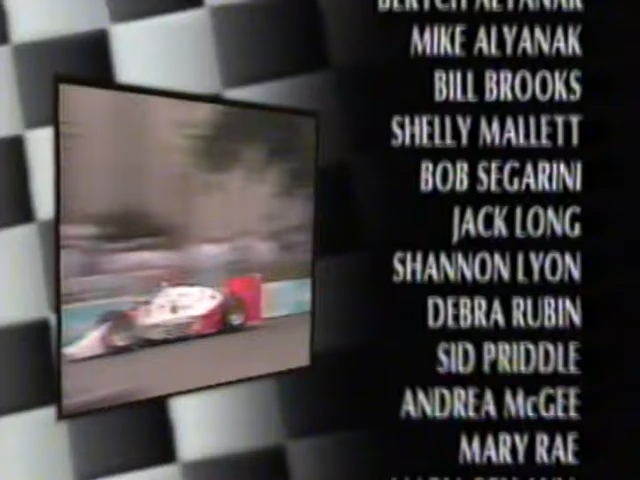 ALYANAK
MIKE ALYANAK
BILL BROOKS
SHELLY MALLETT
BOB SEGARINI
JACK LONG
SHANNON LYON
DEBRA RUBIN
SID PRIDDLE
ANDREA McGEE
MARY RAE